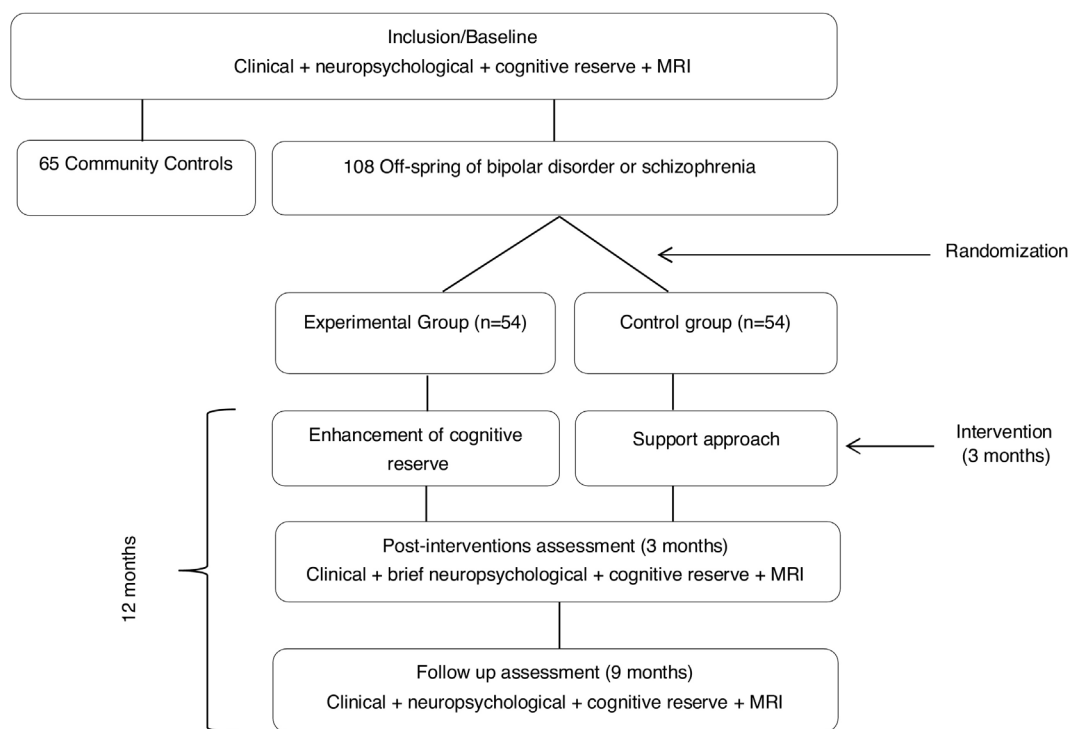 Inclusion/Baseline
Clinical + neuropsychological + cognitive reserve + MRI
65 Community Controls
108 Off-spring of bipolar disorder or schizophrenia
Randomization
Experimental Group (n=54)
Control group (n=54)
Enhancement of cognitive
reserve
Support approach
Intervention
(3 months)
12 months
Post-interventions assessment (3 months)
Clinical + brief neuropsychological + cognitive reserve + MRI
Follow up assessment (9 months)
Clinical + neuropsychological + cognitive reserve + MRI